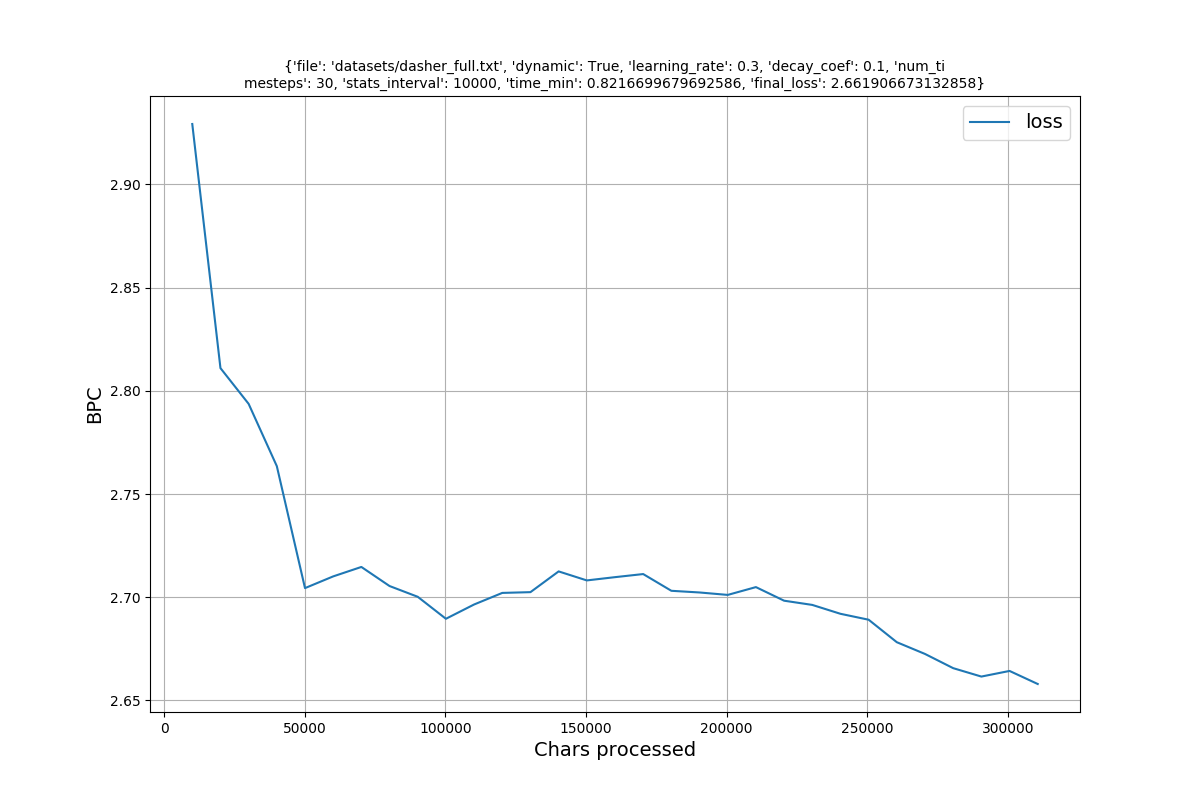 {'file': 'datasets/dasher_full.txt', 'dynamic': True, 'learning_rate': 0.3, 'decay_coef': 0.1, 'num_ti
mesteps': 30, 'stats_interval': 10000, 'time_min': 0.8216699679692586, 'final_loss': 2.661906673132858}
loss
2.90
2.85
2.80
2.75
2.70
2.65
BPC
0 50000 100000 150000 200000 250000 300000
Chars processed